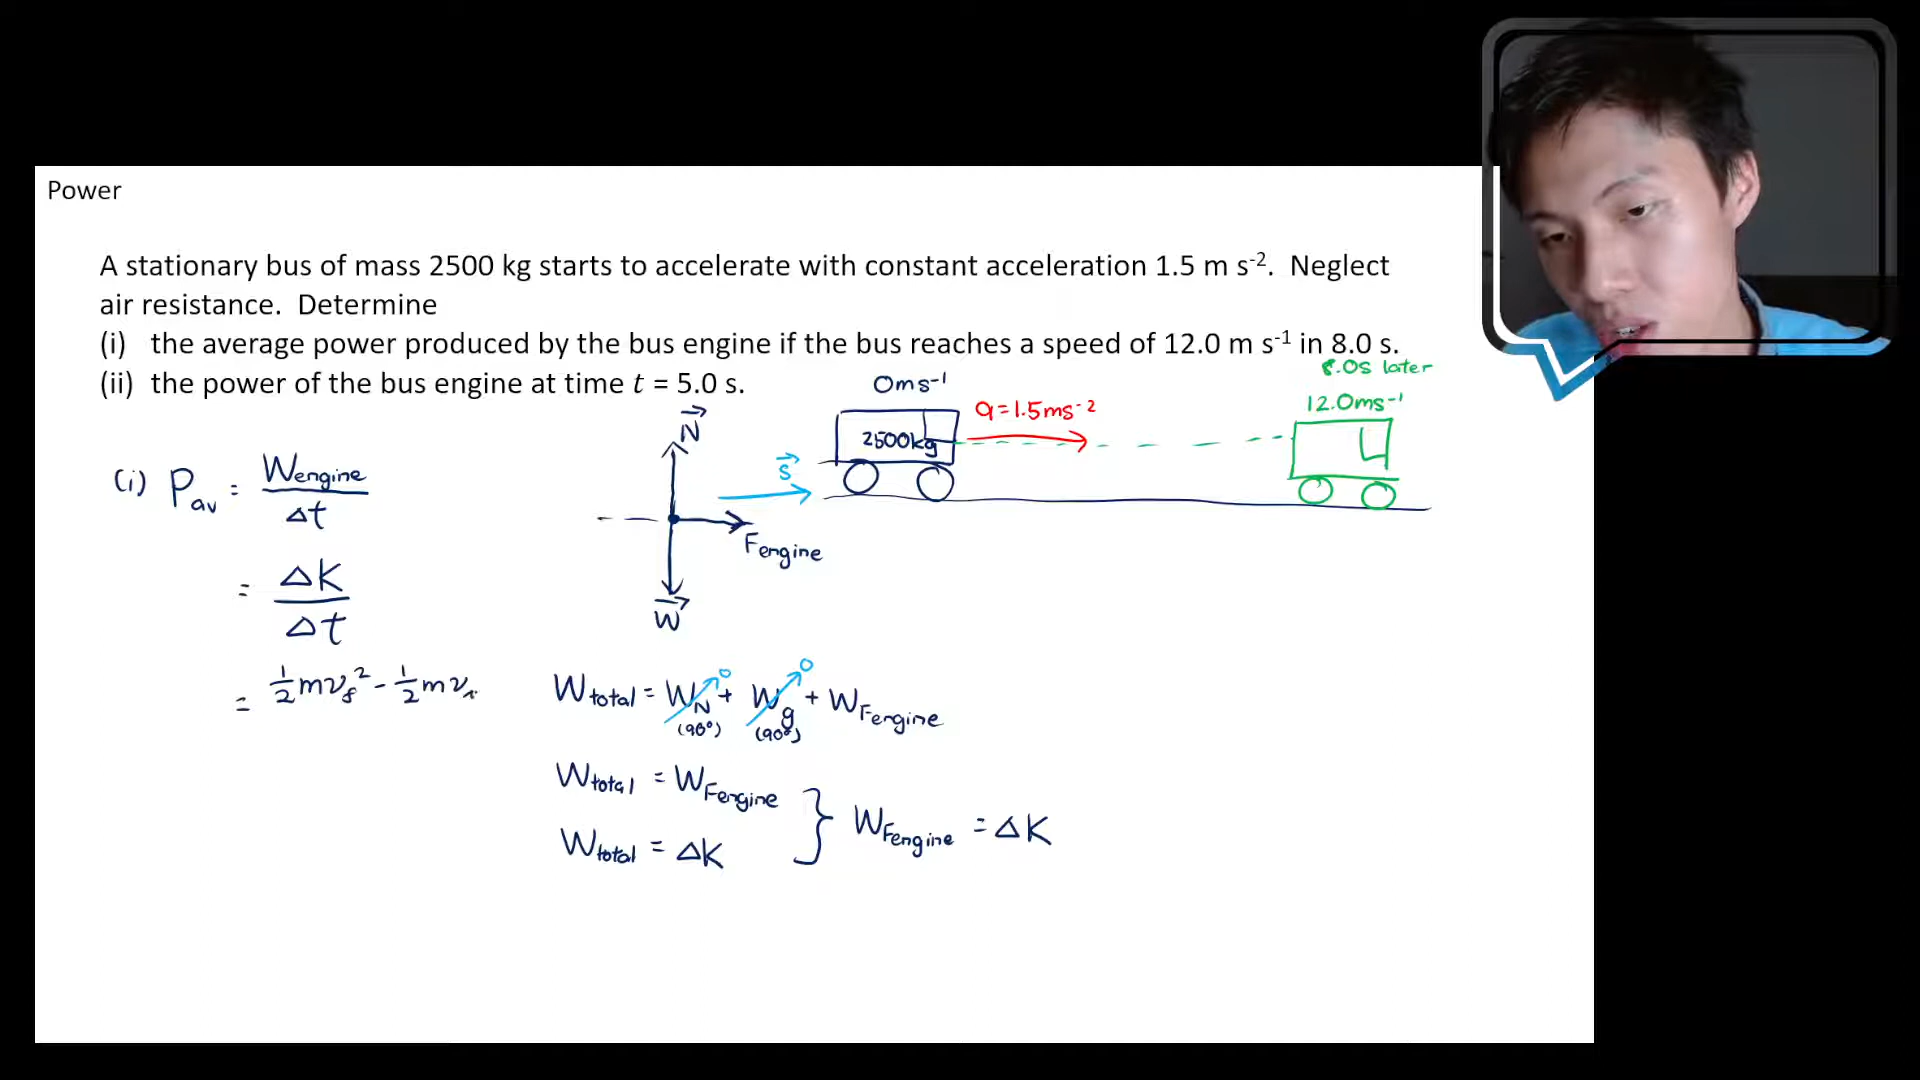 Power
A stationary bus of mass 2500 kg starts to accelerate with constant acceleration 1.5 m s⁻². Neglect
air resistance. Determine
(i) the average power produced by the bus engine if the bus reaches a speed of 12.0 m s⁻¹ in 8.0 s.
(ii) the power of the bus engine at time t = 5.0 s.
8.0s later
0ms⁻¹
12.0ms⁻¹
a=1.5ms⁻²
2500kg
N⃗
s⃗
Fengine
W⃗
(i) Pav = Wengine / Δt
= ΔK / Δt
= ½mvf² - ½mv
Wtotal = WN + Wg + WFengine
0
0
(90°) (90°)
Wtotal = WFengine
Wtotal = ΔK
} WFengine = ΔK